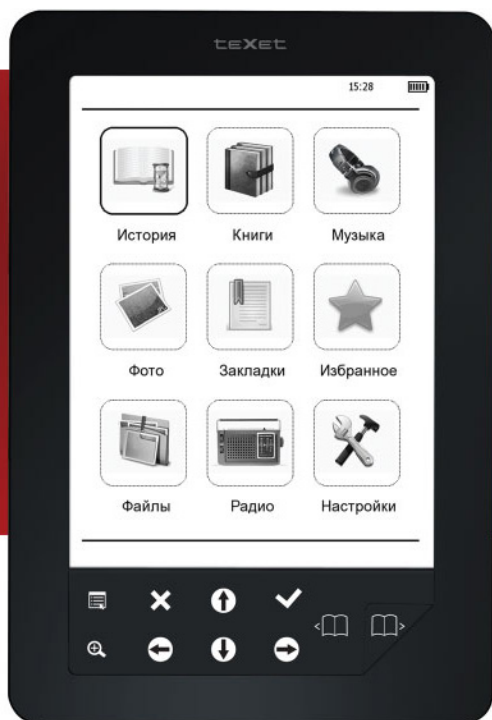 teXet
15:28
История Книги Музыка
Фото Закладки Избранное
Файлы Радио Настройки